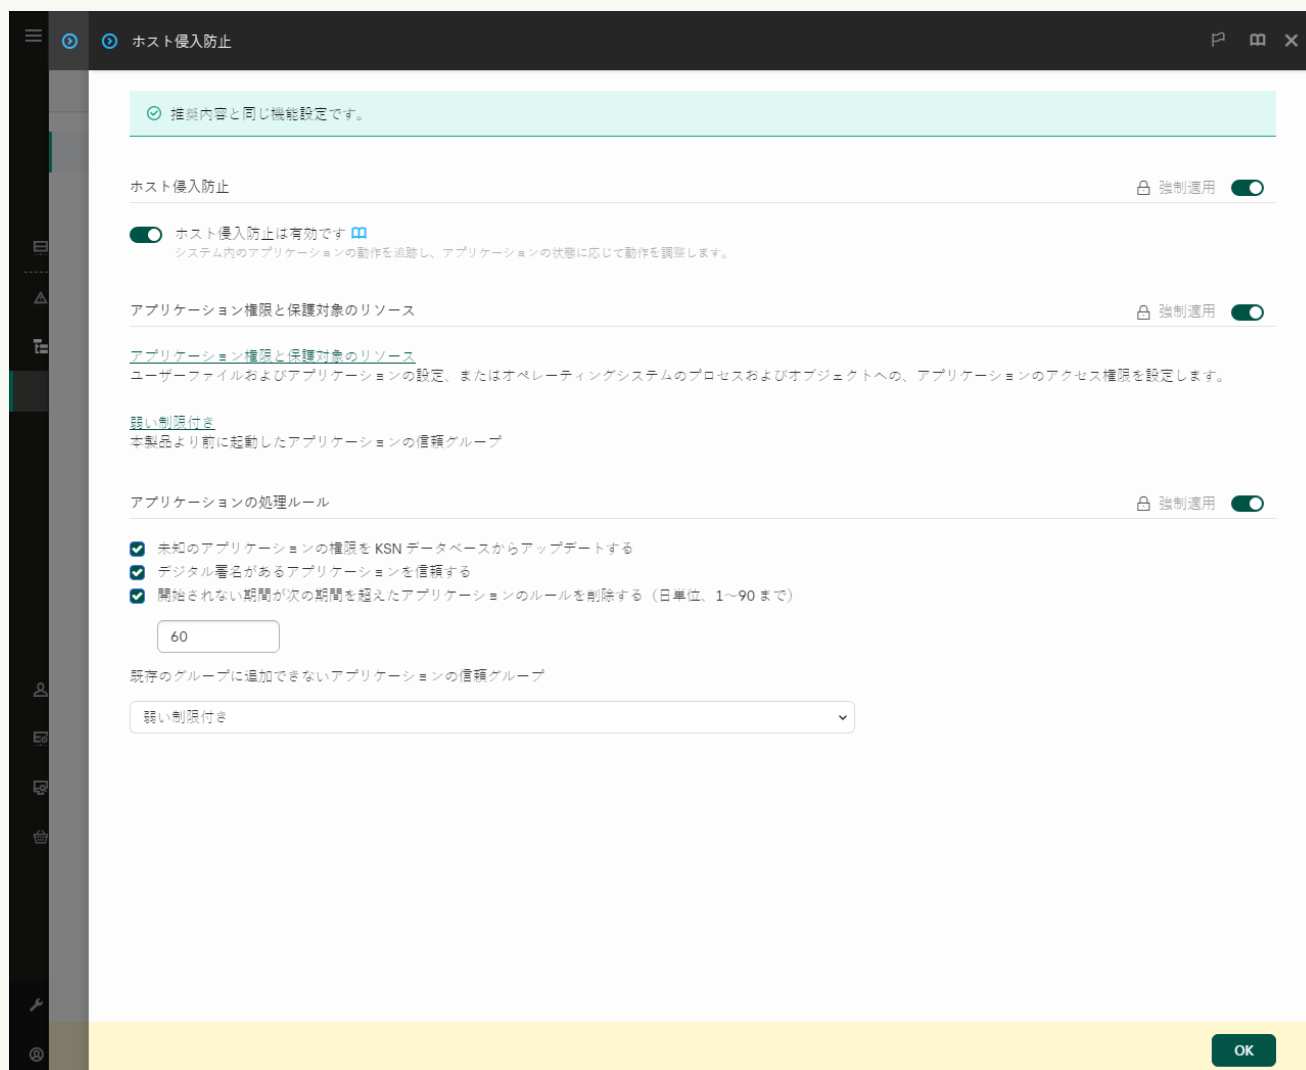 ホスト侵入防止
推奨内容と同じ機能設定です。
ホスト侵入防止
強制適用
ホスト侵入防止は有効です
システム内のアプリケーションの動作を追跡し、アプリケーションの状態に応じて動作を調整します。
アプリケーション権限と保護対象のリソース
強制適用
アプリケーション権限と保護対象のリソース
ユーザーファイルおよびアプリケーションの設定、またはオペレーティングシステムのプロセスおよびオブジェクトへの、アプリケーションのアクセス権限を設定します。
弱い制限付き
本製品より前に起動したアプリケーションの信頼グループ
アプリケーションの処理ルール
強制適用
未知のアプリケーションの権限を KSN データベースからアップデートする
デジタル署名があるアプリケーションを信頼する
開始されない期間が次の期間を超えたアプリケーションのルールを削除する（日単位、1～90 まで）
60
既存のグループに追加できないアプリケーションの信頼グループ
弱い制限付き
OK